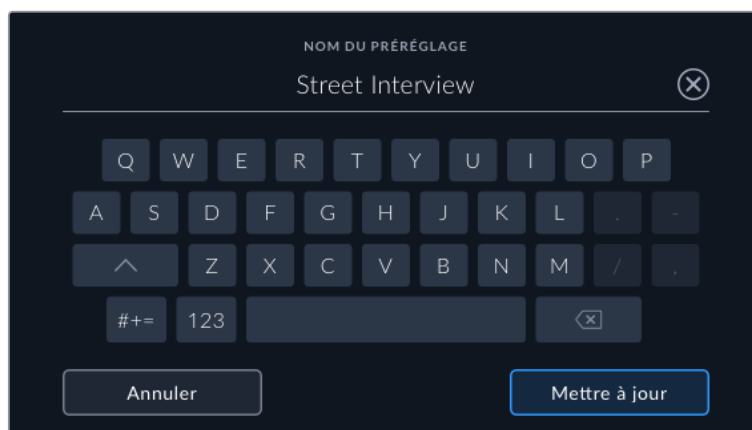 NOM DU PRÉRÉGLAGE
Street Interview
Q W E R T Y U I O P
A S D F G H J K L . -
Z X C V B N M / ,
#+= 123
Annuler Mettre à jour